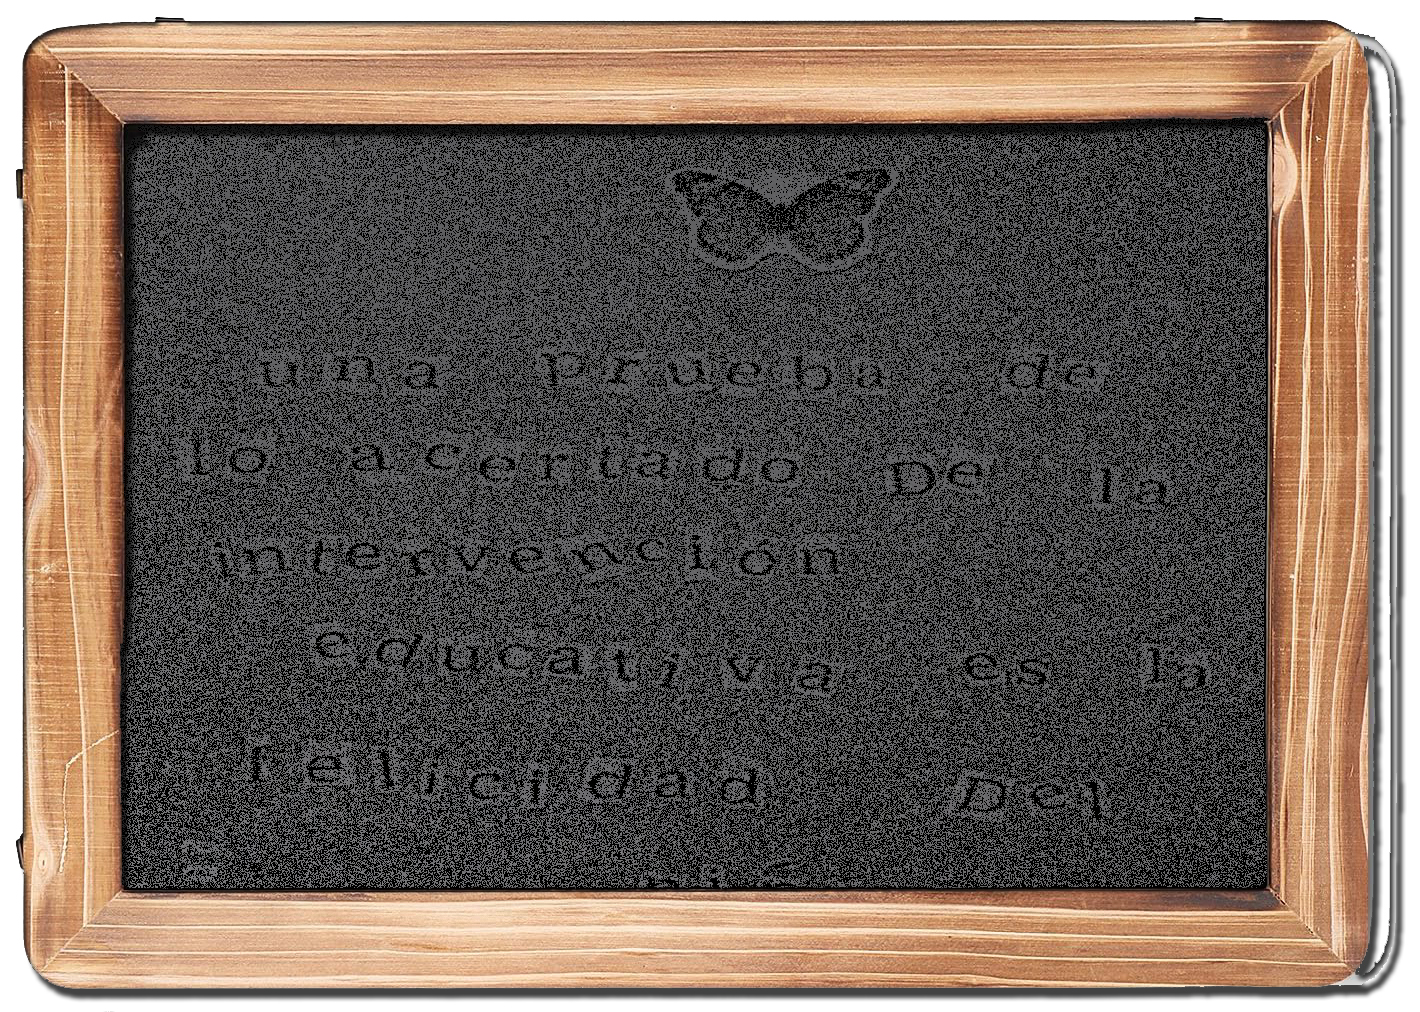 una prueba de
lo acertado De la
intervención
educativa es la
felicidad Del